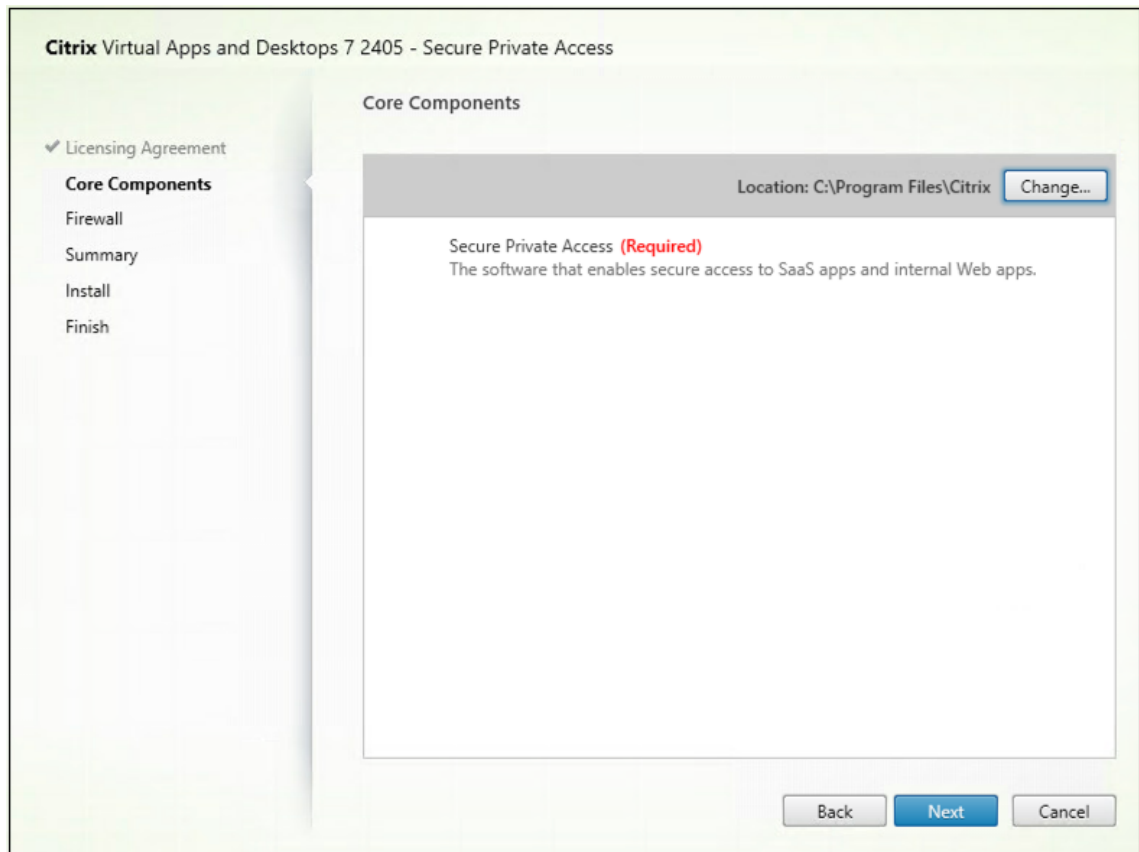 Citrix Virtual Apps and Desktops 7 2405 - Secure Private Access
Core Components
Licensing Agreement
Core Components
Firewall
Summary
Install
Finish
Location: C:\Program Files\Citrix
Change...
Secure Private Access (Required)
The software that enables secure access to SaaS apps and internal Web apps.
Back
Next
Cancel